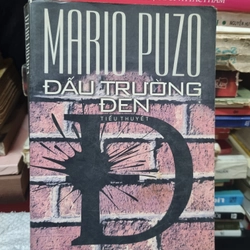 MARIO PUZO
ĐẤU TRƯỜNG
ĐEN
TIỂU THUYẾT
Đ